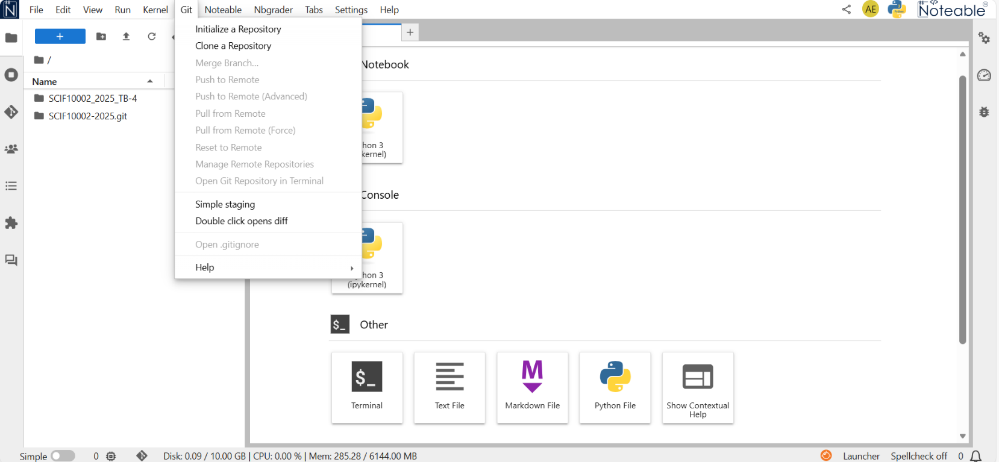 N File Edit View Run Kernel Git Noteable Nbgrader Tabs Settings Help AE Noteable
+ +
/
Name
SCIF10002_2025_TB-4
SCIF10002-2025.git
Initialize a Repository
Clone a Repository
Merge Branch...
Push to Remote
Push to Remote (Advanced)
Pull from Remote
Pull from Remote (Force)
Reset to Remote
Manage Remote Repositories
Open Git Repository in Terminal
Simple staging
Double click opens diff
Open .gitignore
Help
Notebook
hon 3
kernel)
Console
ython 3
(ipykernel)
$_ Other
$_
Terminal
Text File
M
Markdown File
Python File
Show Contextual
Help
Simple 0 Disk: 0.09 / 10.00 GB | CPU: 0.00 % | Mem: 285.28 / 6144.00 MB Launcher Spellcheck off 0